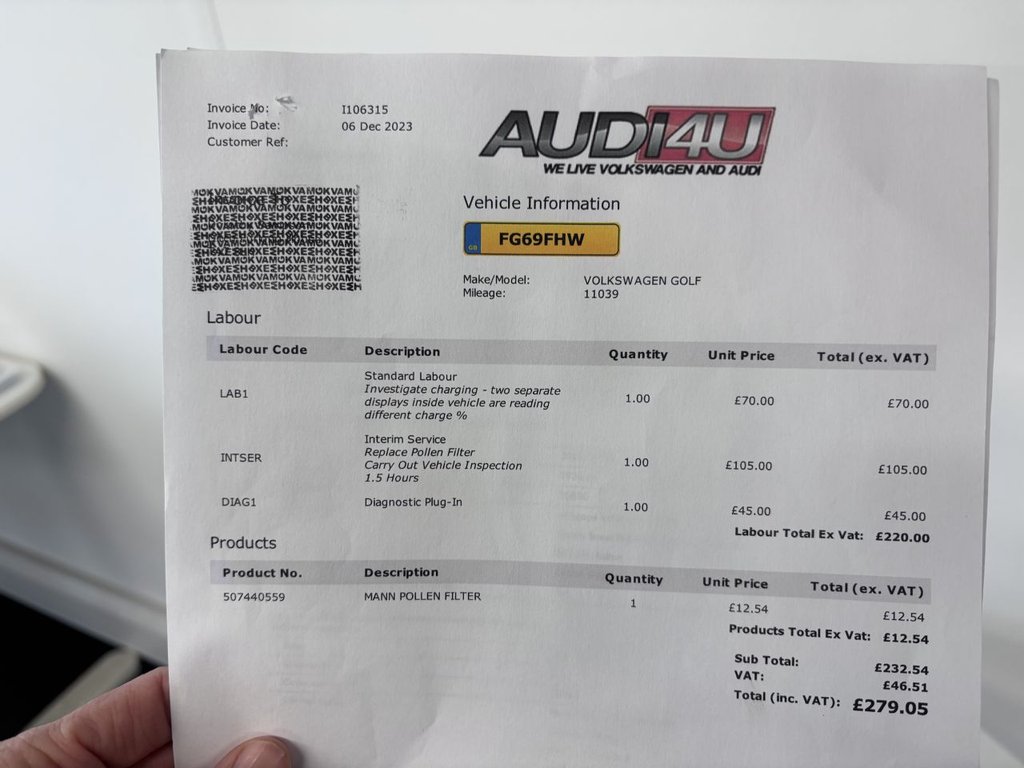 Invoice No: I106315
Invoice Date: 06 Dec 2023
Customer Ref:
AUDI4U
WE LIVE VOLKSWAGEN AND AUDI
Vehicle Information
GB FG69FHW
Make/Model: VOLKSWAGEN GOLF
Mileage: 11039
Labour
Labour Code Description Quantity Unit Price Total (ex. VAT)
LAB1 Standard Labour 1.00 £70.00 £70.00
Investigate charging - two separate
displays inside vehicle are reading
different charge %
INTSER Interim Service 1.00 £105.00 £105.00
Replace Pollen Filter
Carry Out Vehicle Inspection
1.5 Hours
DIAG1 Diagnostic Plug-In 1.00 £45.00 £45.00
Labour Total Ex Vat: £220.00
Products
Product No. Description Quantity Unit Price Total (ex. VAT)
507440559 MANN POLLEN FILTER 1 £12.54 £12.54
Products Total Ex Vat: £12.54
Sub Total: £232.54
VAT: £46.51
Total (inc. VAT): £279.05